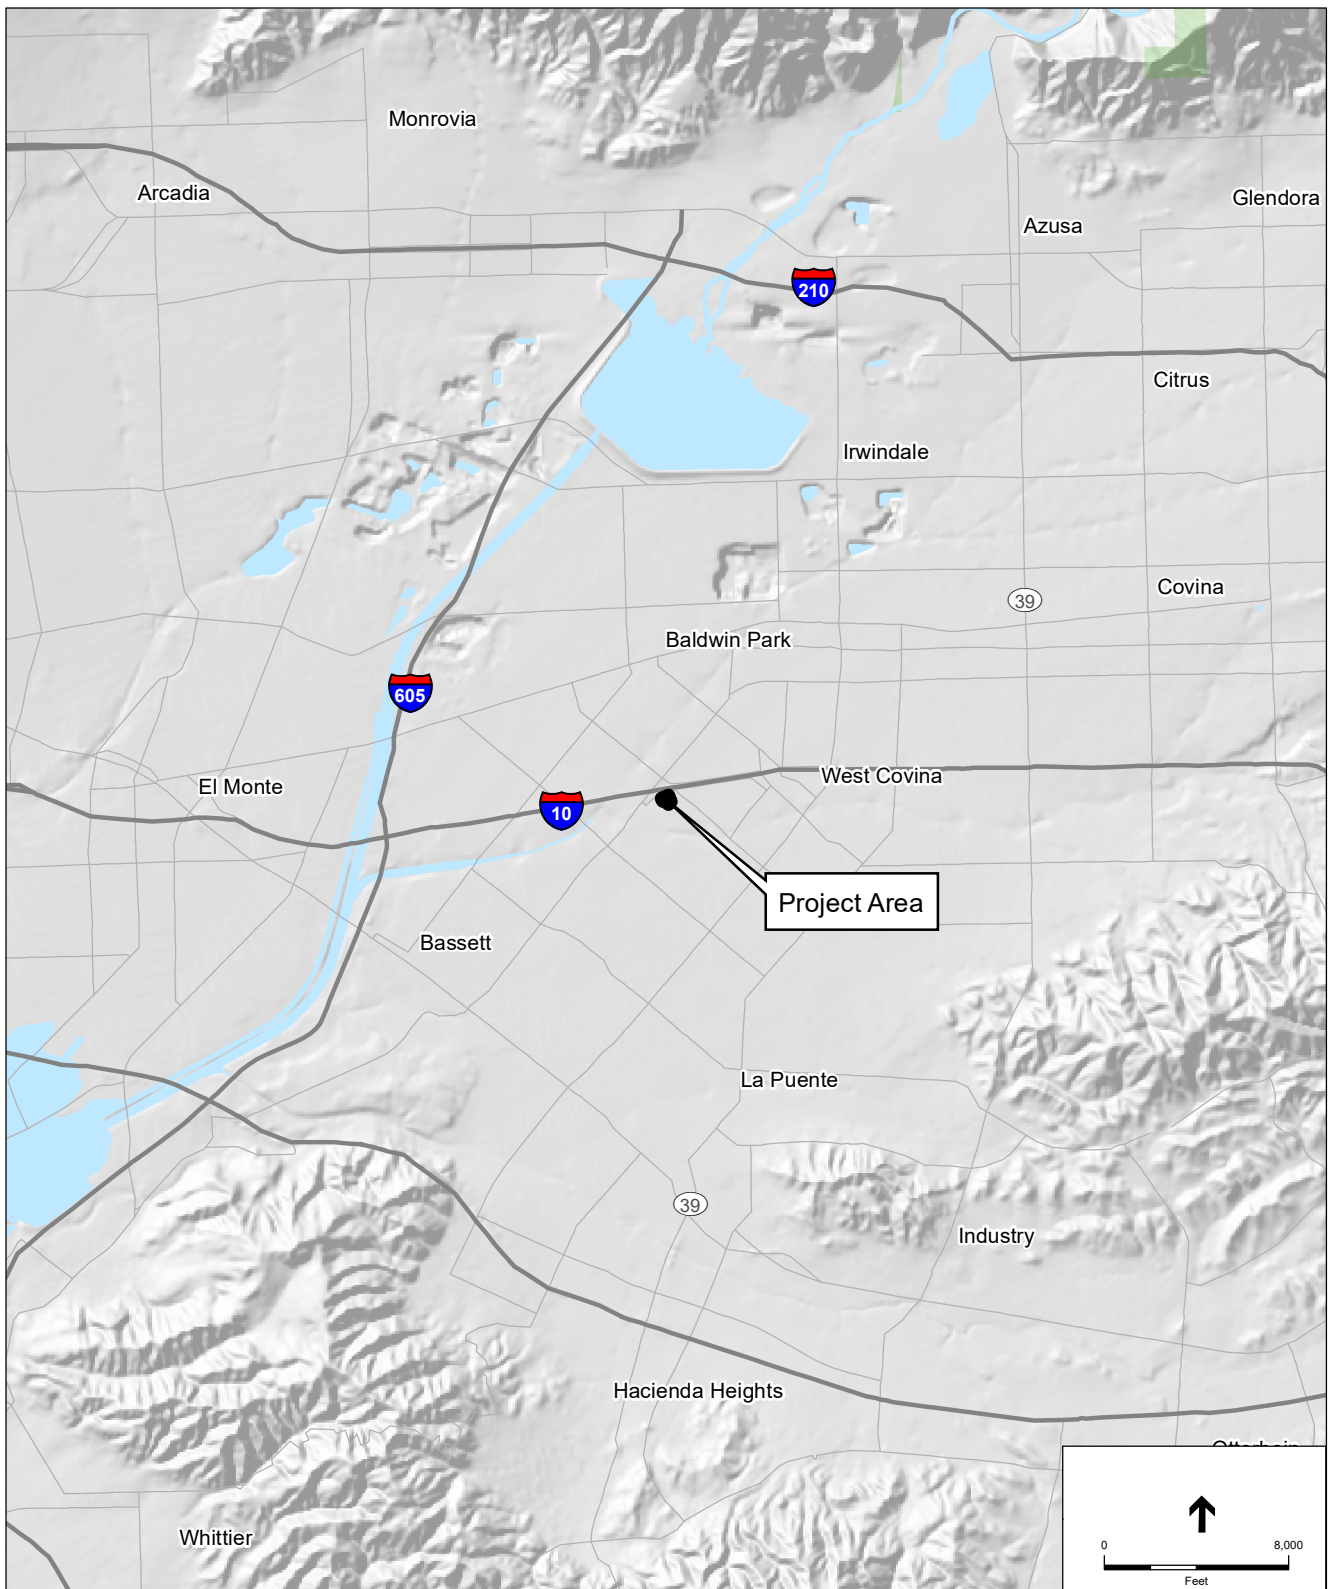 Monrovia
Arcadia
Glendora
Azusa
210
Citrus
Irwindale
Covina
39
Baldwin Park
605
West Covina
El Monte
10
Project Area
Bassett
La Puente
39
Industry
Hacienda Heights
Whittier
0 8,000
Feet